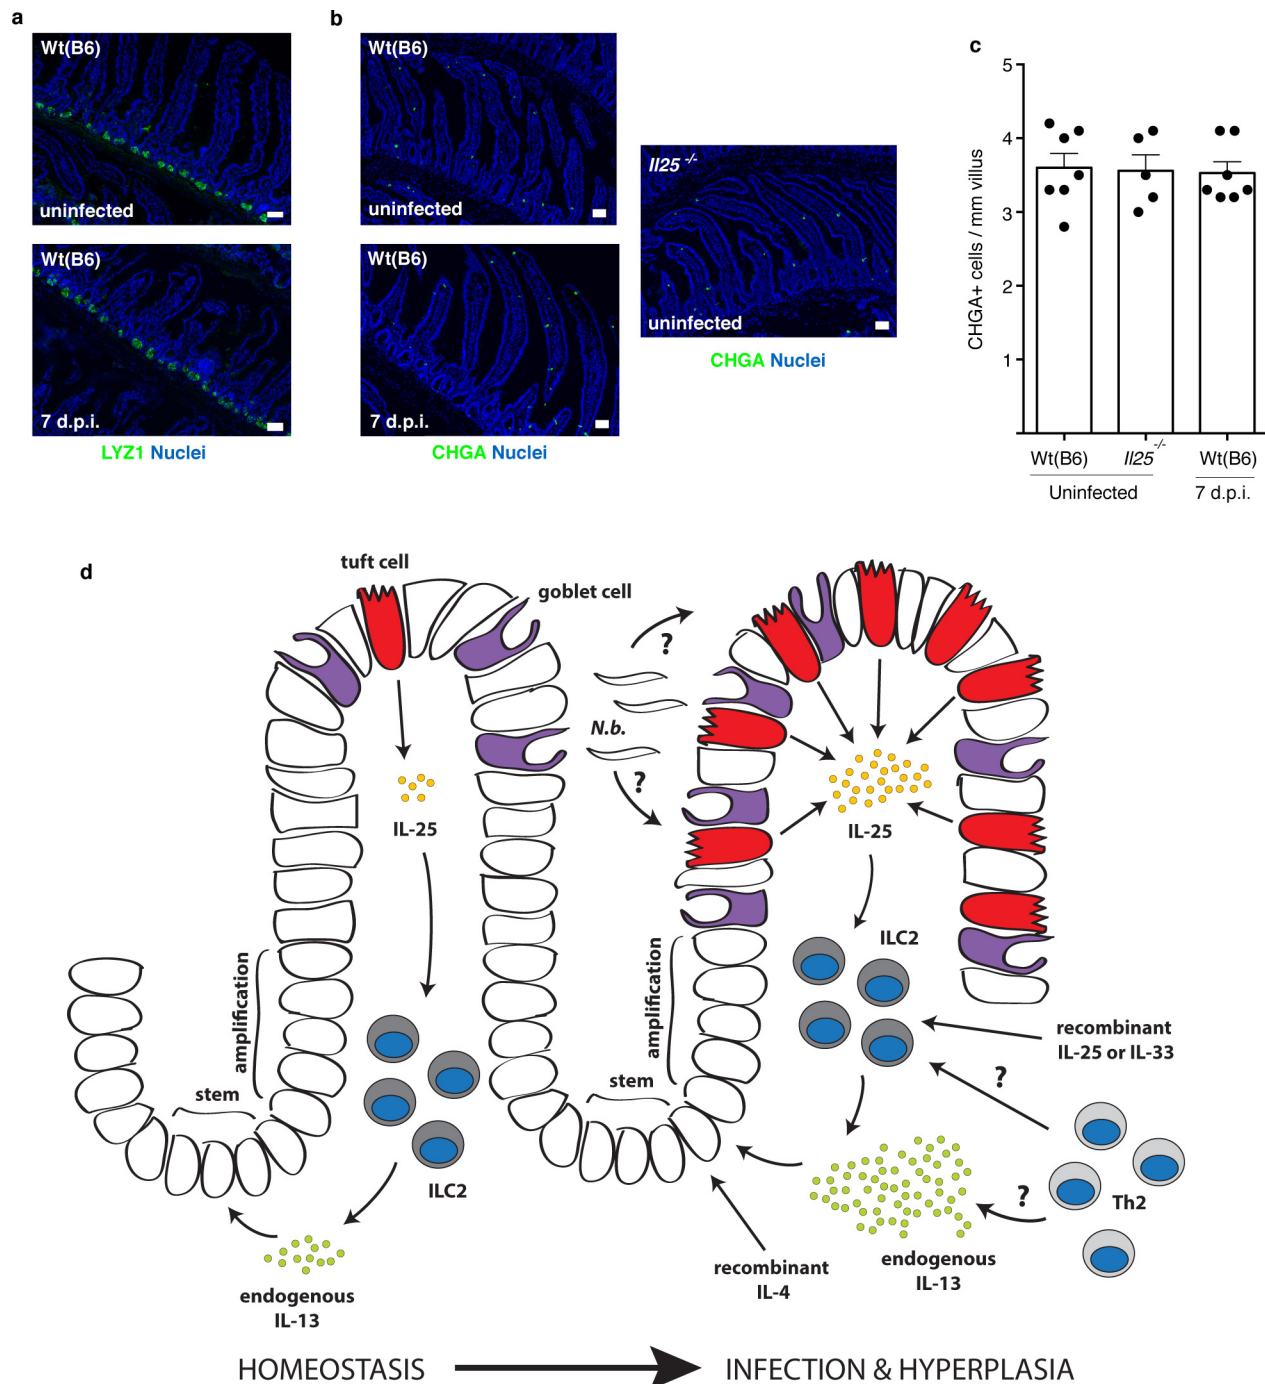 a
Wt(B6)
uninfected
Wt(B6)
7 d.p.i.
LYZ1 Nuclei
b
Wt(B6)
uninfected
Wt(B6)
7 d.p.i.
CHGA Nuclei
Il25 -/-
uninfected
CHGA Nuclei
c
CHGA+ cells / mm villus
5
4
3
2
1
Wt(B6)
Il25 -/-
Wt(B6)
Uninfected
7 d.p.i.
d
tuft cell
goblet cell
?
N.b.
?
IL-25
IL-25
amplification
stem
ILC2
endogenous
IL-13
amplification
stem
ILC2
recombinant
IL-25 or IL-33
?
Th2
?
recombinant
IL-4
endogenous
IL-13
HOMEOSTASIS
INFECTION & HYPERPLASIA